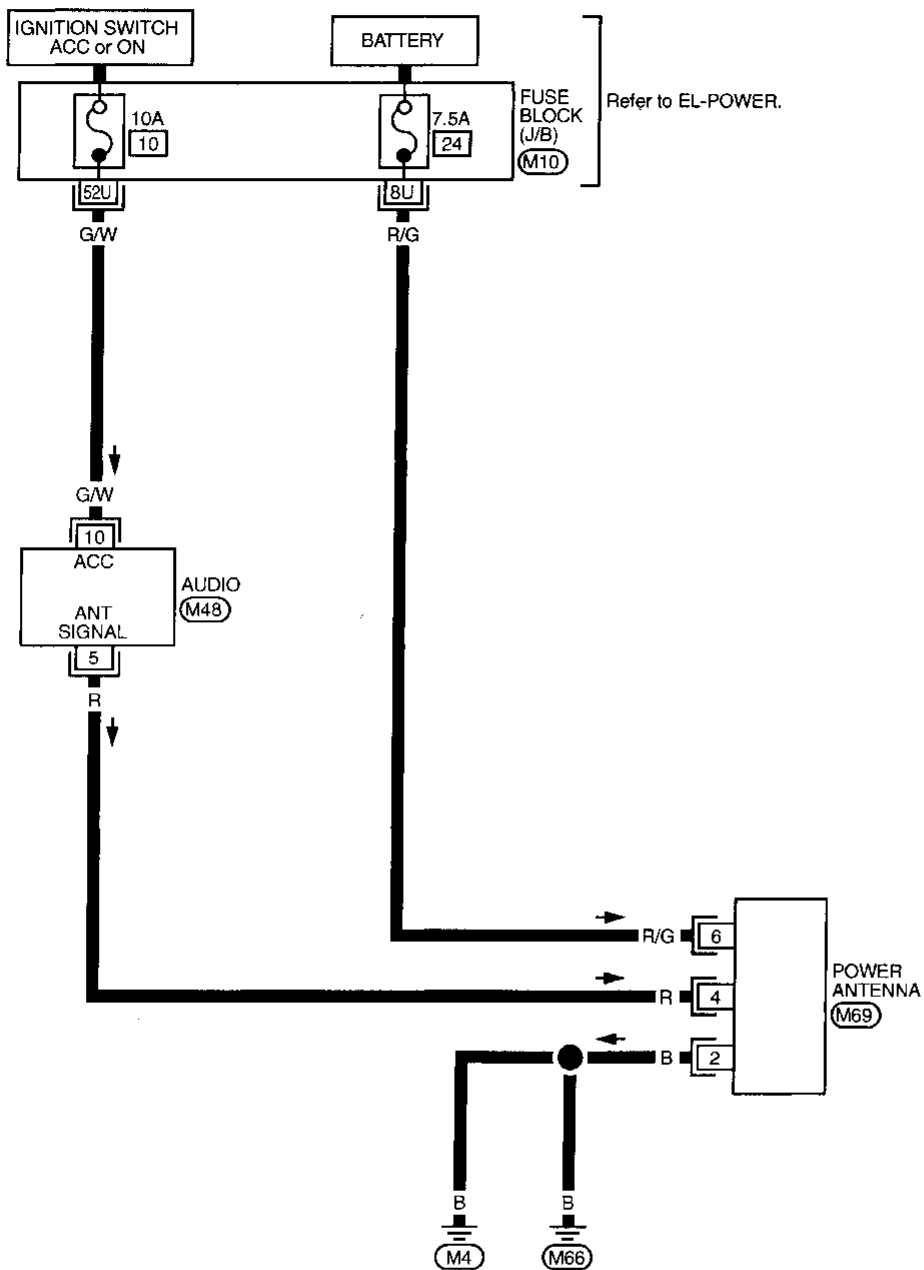 IGNITION SWITCH
ACC or ON
BATTERY
Refer to EL-POWER.
10A
10
7.5A
24
FUSE
BLOCK
(J/B)
M10
52U
8U
G/W
R/G
G/W
10
ACC
AUDIO
M48
ANT
SIGNAL
5
R
R/G
6
R
4
POWER
ANTENNA
M69
B
2
B
B
M4
M66